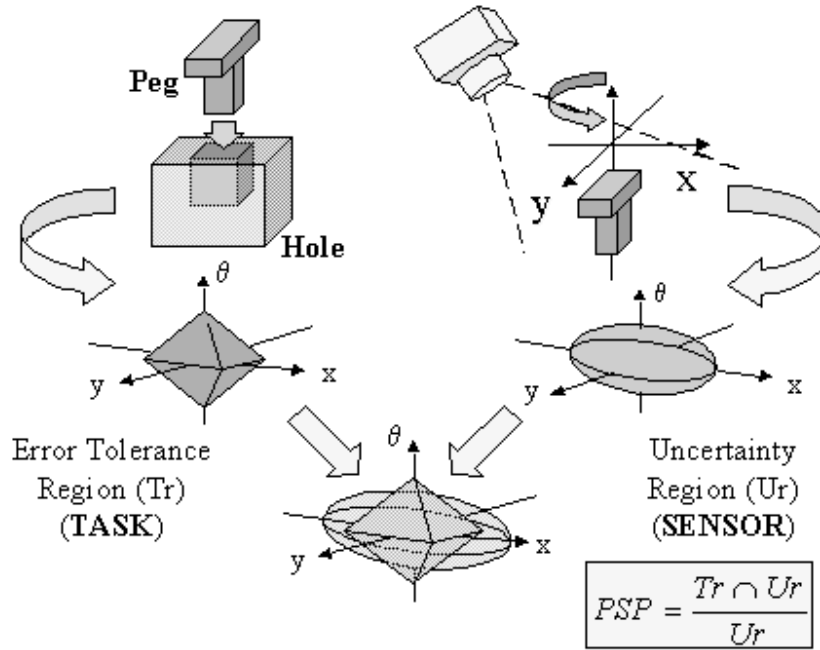 Peg
Hole
y
x
θ
y
x
Error Tolerance
Region (Tr)
(TASK)
θ
y
x
Uncertainty
Region (Ur)
(SENSOR)
θ
y
x
PSP = Tr ∩ Ur
Ur